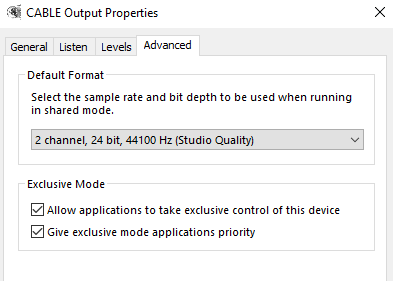 CABLE Output Properties
General Listen Levels Advanced
Default Format
Select the sample rate and bit depth to be used when running
in shared mode.
2 channel, 24 bit, 44100 Hz (Studio Quality)
Exclusive Mode
Allow applications to take exclusive control of this device
Give exclusive mode applications priority